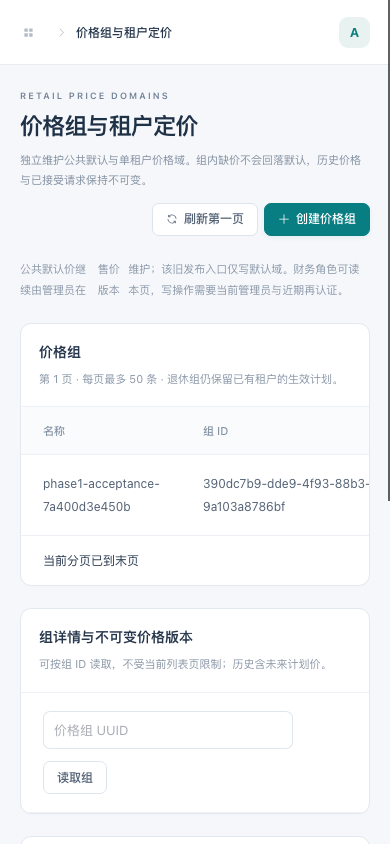 价格组与租户定价
A
RETAIL PRICE DOMAINS
价格组与租户定价
独立维护公共默认与单租户价格域。组内缺价不会回落默认，历史价格
与已接受请求保持不可变。
刷新第一页
创建价格组
公共默认价继 售价 维护；该旧发布入口仅写默认域。财务角色可读
续由管理员在 版本 本页，写操作需要当前管理员与近期再认证。
价格组
第 1 页 · 每页最多 50 条 · 退休组仍保留已有租户的生效计划。
名称 组 ID
phase1-acceptance- 390dc7b9-dde9-4f93-88b3-
7a400d3e450b 9a103a8786bf
当前分页已到末页
组详情与不可变价格版本
可按组 ID 读取，不受当前列表页限制；历史含未来计划价。
价格组 UUID
读取组